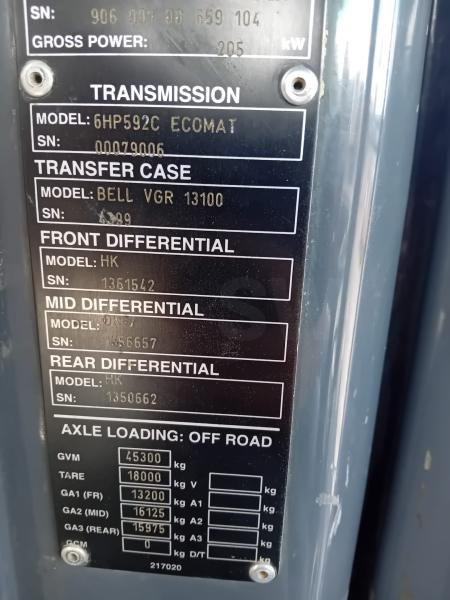 SN: 906 659 104
GROSS POWER: 205 kW
TRANSMISSION
MODEL: 6HP592C ECOMAT
SN: 00079006
TRANSFER CASE
MODEL: BELL VGR 13100
SN: 4399
FRONT DIFFERENTIAL
MODEL: HK
SN: 1361542
MID DIFFERENTIAL
MODEL:
SN: 1356657
REAR DIFFERENTIAL
MODEL: HK
SN: 1350662
AXLE LOADING: OFF ROAD
GVM 45300 kg
TARE 18000 kg V kg
GA1 (FR) 13200 kg A1 kg
GA2 (MID) 16125 kg A2 kg
GA3 (REAR) 15975 kg A3 kg
GCM 0 kg D/T kg
217020